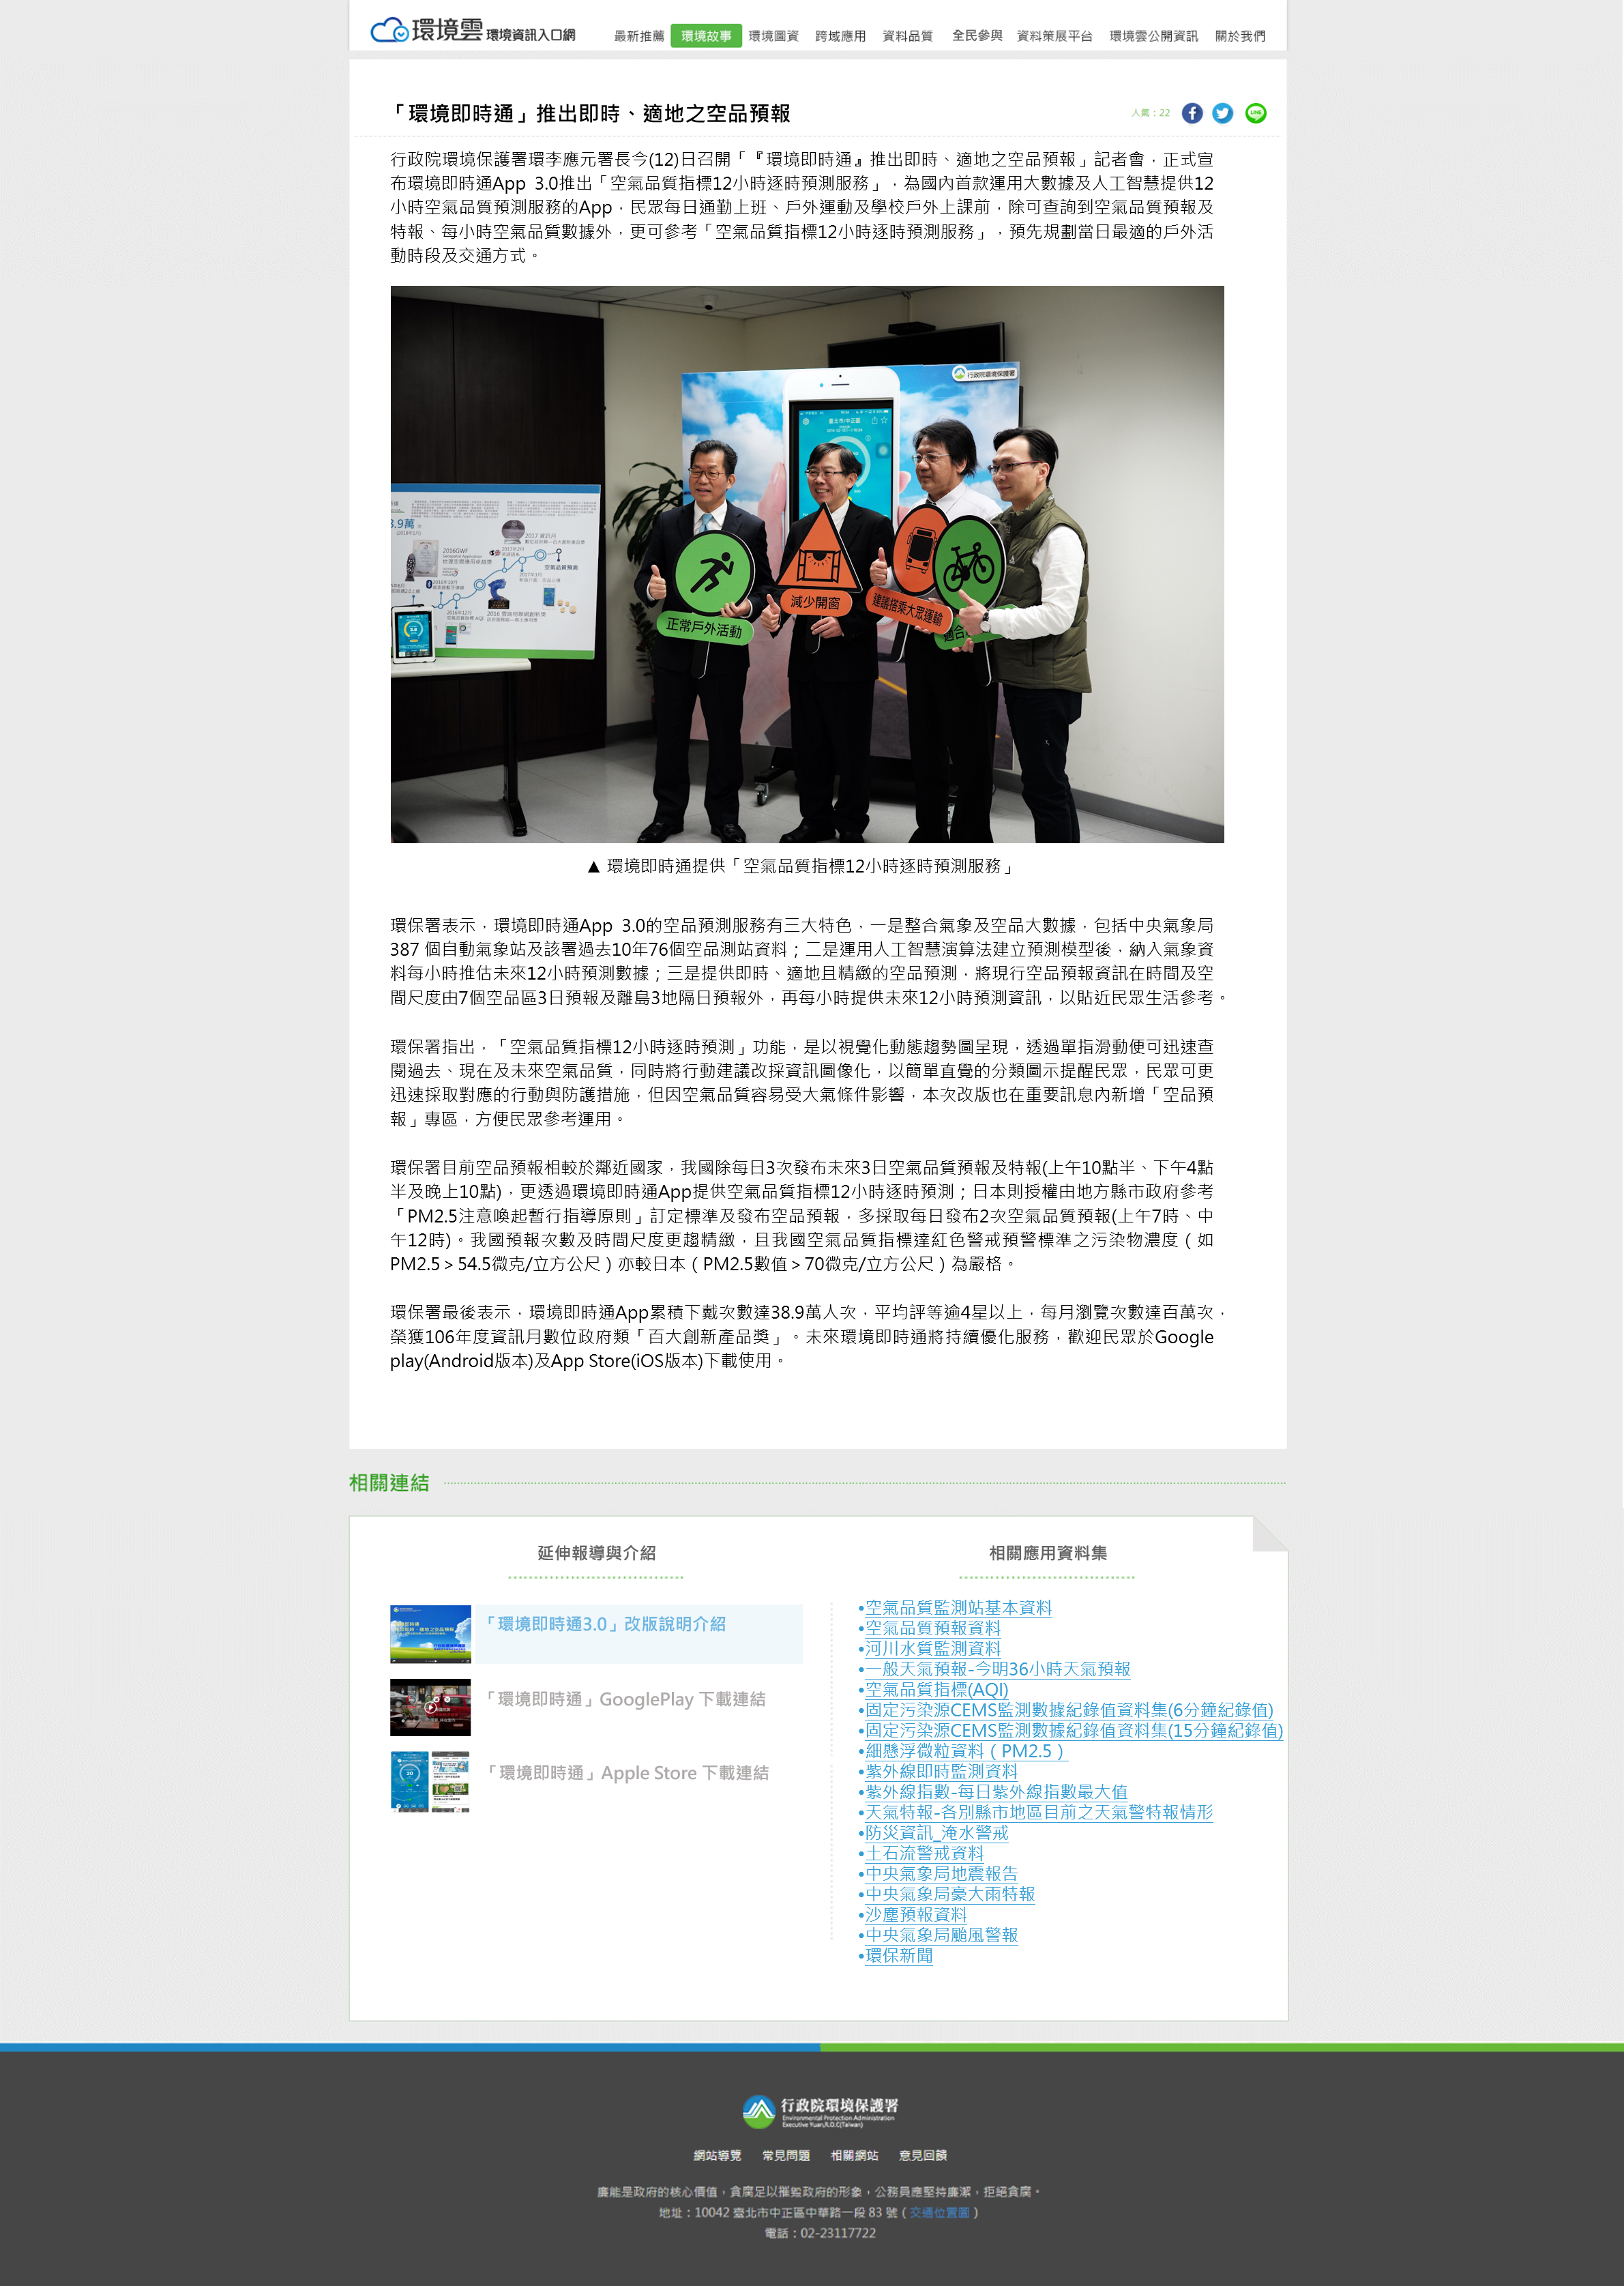 環境雲 環境資訊入口網
最新推薦 環境故事 環境圖資 跨域應用 資料品質 全民參與 資料策展平台 環境雲公開資訊 關於我們
「環境即時通」推出即時、適地之空品預報
人氣：22
行政院環境保護署環李應元署長今(12)日召開「『環境即時通』推出即時、適地之空品預報」記者會，正式宣
布環境即時通App 3.0推出「空氣品質指標12小時逐時預測服務」，為國內首款運用大數據及人工智慧提供12
小時空氣品質預測服務的App，民眾每日通勤上班、戶外運動及學校戶外上課前，除可查詢到空氣品質預報及
特報、每小時空氣品質數據外，更可參考「空氣品質指標12小時逐時預測服務」，預先規劃當日最適的戶外活
動時段及交通方式。
行政院環境保護署
臺北市/中正區
3.9萬
2016GWF
2017 資訊月
空氣品質預測
正常戶外活動
減少開窗
建議搭乘大眾運輸
適合
▲ 環境即時通提供「空氣品質指標12小時逐時預測服務」
環保署表示，環境即時通App 3.0的空品預測服務有三大特色，一是整合氣象及空品大數據，包括中央氣象局
387 個自動氣象站及該署過去10年76個空品測站資料；二是運用人工智慧演算法建立預測模型後，納入氣象資
料每小時推估未來12小時預測數據；三是提供即時、適地且精緻的空品預測，將現行空品預報資訊在時間及空
間尺度由7個空品區3日預報及離島3地隔日預報外，再每小時提供未來12小時預測資訊，以貼近民眾生活參考。
環保署指出，「空氣品質指標12小時逐時預測」功能，是以視覺化動態趨勢圖呈現，透過單指滑動便可迅速查
閱過去、現在及未來空氣品質，同時將行動建議改採資訊圖像化，以簡單直覺的分類圖示提醒民眾，民眾可更
迅速採取對應的行動與防護措施，但因空氣品質容易受大氣條件影響，本次改版也在重要訊息內新增「空品預
報」專區，方便民眾參考運用。
環保署目前空品預報相較於鄰近國家，我國除每日3次發布未來3日空氣品質預報及特報(上午10點半、下午4點
半及晚上10點)，更透過環境即時通App提供空氣品質指標12小時逐時預測；日本則授權由地方縣市政府參考
「PM2.5注意喚起暫行指導原則」訂定標準及發布空品預報，多採取每日發布2次空氣品質預報(上午7時、中
午12時)。我國預報次數及時間尺度更趨精緻，且我國空氣品質指標達紅色警戒預警標準之污染物濃度（如
PM2.5＞54.5微克/立方公尺）亦較日本（PM2.5數值＞70微克/立方公尺）為嚴格。
環保署最後表示，環境即時通App累積下戴次數達38.9萬人次，平均評等逾4星以上，每月瀏覽次數達百萬次，
榮獲106年度資訊月數位政府類「百大創新產品獎」。未來環境即時通將持續優化服務，歡迎民眾於Google
play(Android版本)及App Store(iOS版本)下載使用。
相關連結
延伸報導與介紹
「環境即時通3.0」改版說明介紹
「環境即時通」GooglePlay 下載連結
「環境即時通」Apple Store 下載連結
相關應用資料集
•空氣品質監測站基本資料
•空氣品質預報資料
•河川水質監測資料
•一般天氣預報-今明36小時天氣預報
•空氣品質指標(AQI)
•固定污染源CEMS監測數據紀錄值資料集(6分鐘紀錄值)
•固定污染源CEMS監測數據紀錄值資料集(15分鐘紀錄值)
•細懸浮微粒資料（PM2.5）
•紫外線即時監測資料
•紫外線指數-每日紫外線指數最大值
•天氣特報-各別縣市地區目前之天氣警特報情形
•防災資訊_淹水警戒
•土石流警戒資料
•中央氣象局地震報告
•中央氣象局豪大雨特報
•沙塵預報資料
•中央氣象局颱風警報
•環保新聞
行政院環境保護署
Environmental Protection Administration
Executive Yuan,R.O.C(Taiwan)
網站導覽 常見問題 相關網站 意見回饋
廉能是政府的核心價值，貪腐足以摧毀政府的形象，公務員應堅持廉潔，拒絕貪腐。
地址：10042 臺北市中正區中華路一段 83 號（交通位置圖）
電話：02-23117722